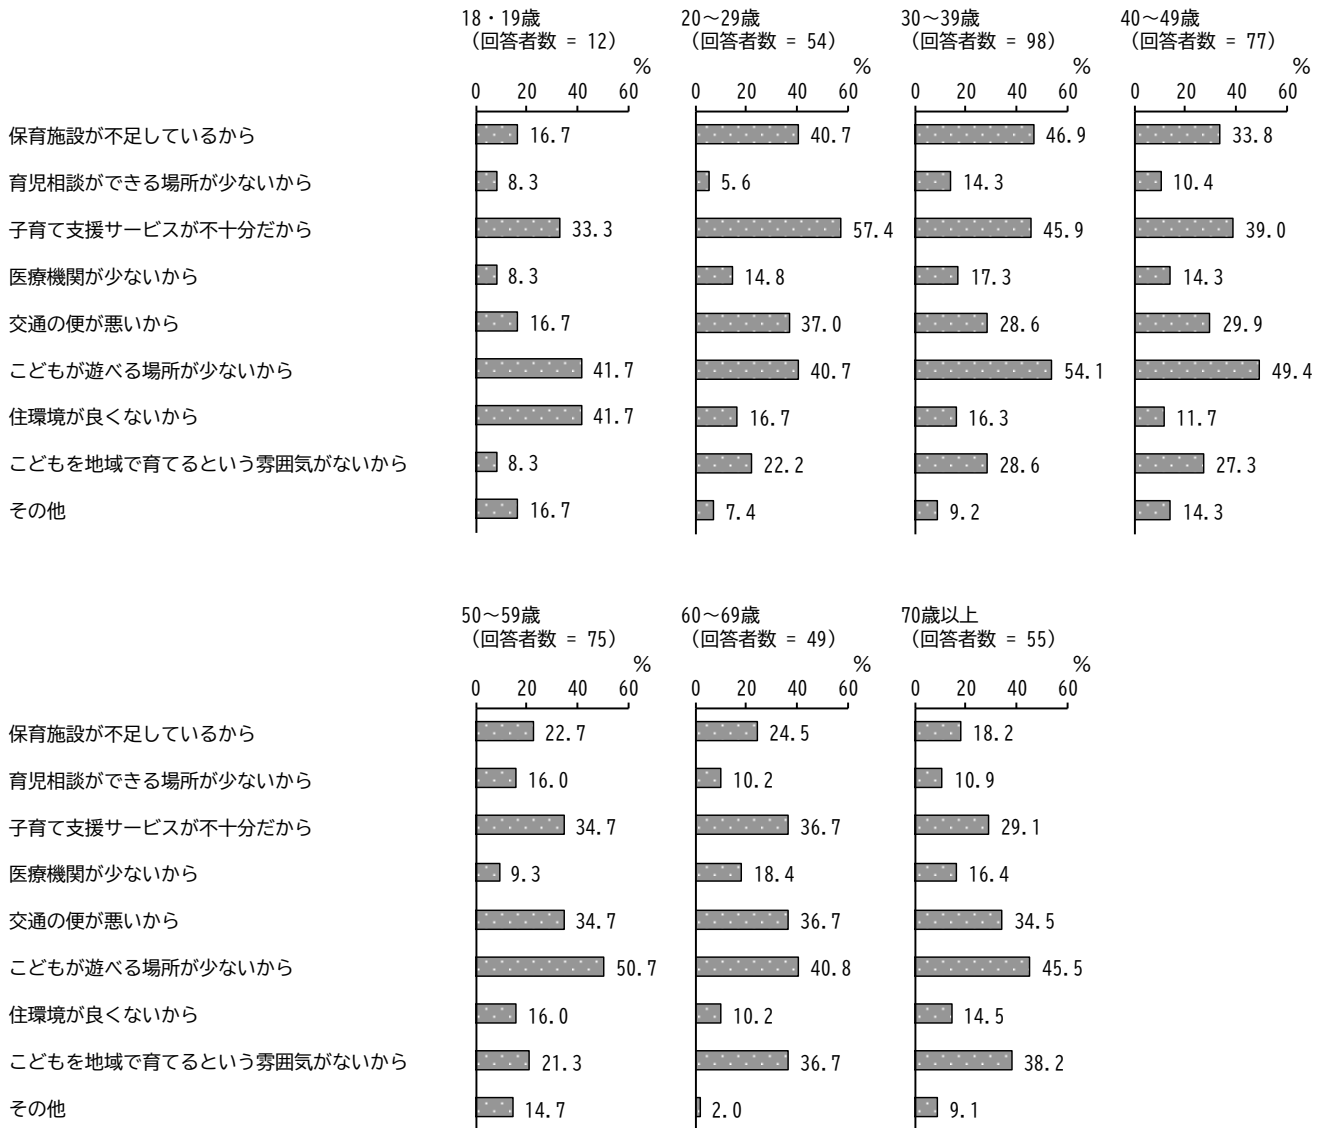 18・19歳 20～29歳 30～39歳 40～49歳
（回答者数 = 12） （回答者数 = 54） （回答者数 = 98） （回答者数 = 77）
% % % %
0 20 40 60 0 20 40 60 0 20 40 60 0 20 40 60
保育施設が不足しているから 16.7 40.7 46.9 33.8
育児相談ができる場所が少ないから 8.3 5.6 14.3 10.4
子育て支援サービスが不十分だから 33.3 57.4 45.9 39.0
医療機関が少ないから 8.3 14.8 17.3 14.3
交通の便が悪いから 16.7 37.0 28.6 29.9
こどもが遊べる場所が少ないから 41.7 40.7 54.1 49.4
住環境が良くないから 41.7 16.7 16.3 11.7
こどもを地域で育てるという雰囲気がないから 8.3 22.2 28.6 27.3
その他 16.7 7.4 9.2 14.3
50～59歳 60～69歳 70歳以上
（回答者数 = 75） （回答者数 = 49） （回答者数 = 55）
% % %
0 20 40 60 0 20 40 60 0 20 40 60
保育施設が不足しているから 22.7 24.5 18.2
育児相談ができる場所が少ないから 16.0 10.2 10.9
子育て支援サービスが不十分だから 34.7 36.7 29.1
医療機関が少ないから 9.3 18.4 16.4
交通の便が悪いから 34.7 36.7 34.5
こどもが遊べる場所が少ないから 50.7 40.8 45.5
住環境が良くないから 16.0 10.2 14.5
こどもを地域で育てるという雰囲気がないから 21.3 36.7 38.2
その他 14.7 2.0 9.1